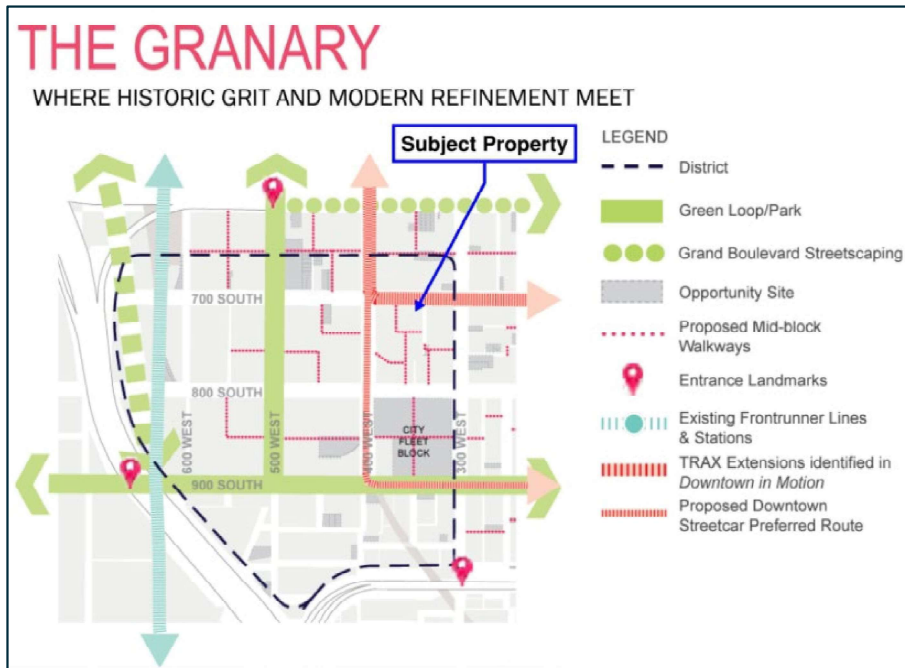 THE GRANARY
WHERE HISTORIC GRIT AND MODERN REFINEMENT MEET
Subject Property
700 SOUTH
800 SOUTH
900 SOUTH
600 WEST
500 WEST
400 WEST
300 WEST
CITY
FLEET
BLOCK
LEGEND
District
Green Loop/Park
Grand Boulevard Streetscaping
Opportunity Site
Proposed Mid-block
Walkways
Entrance Landmarks
Existing Frontrunner Lines
& Stations
TRAX Extensions identified in
Downtown in Motion
Proposed Downtown
Streetcar Preferred Route